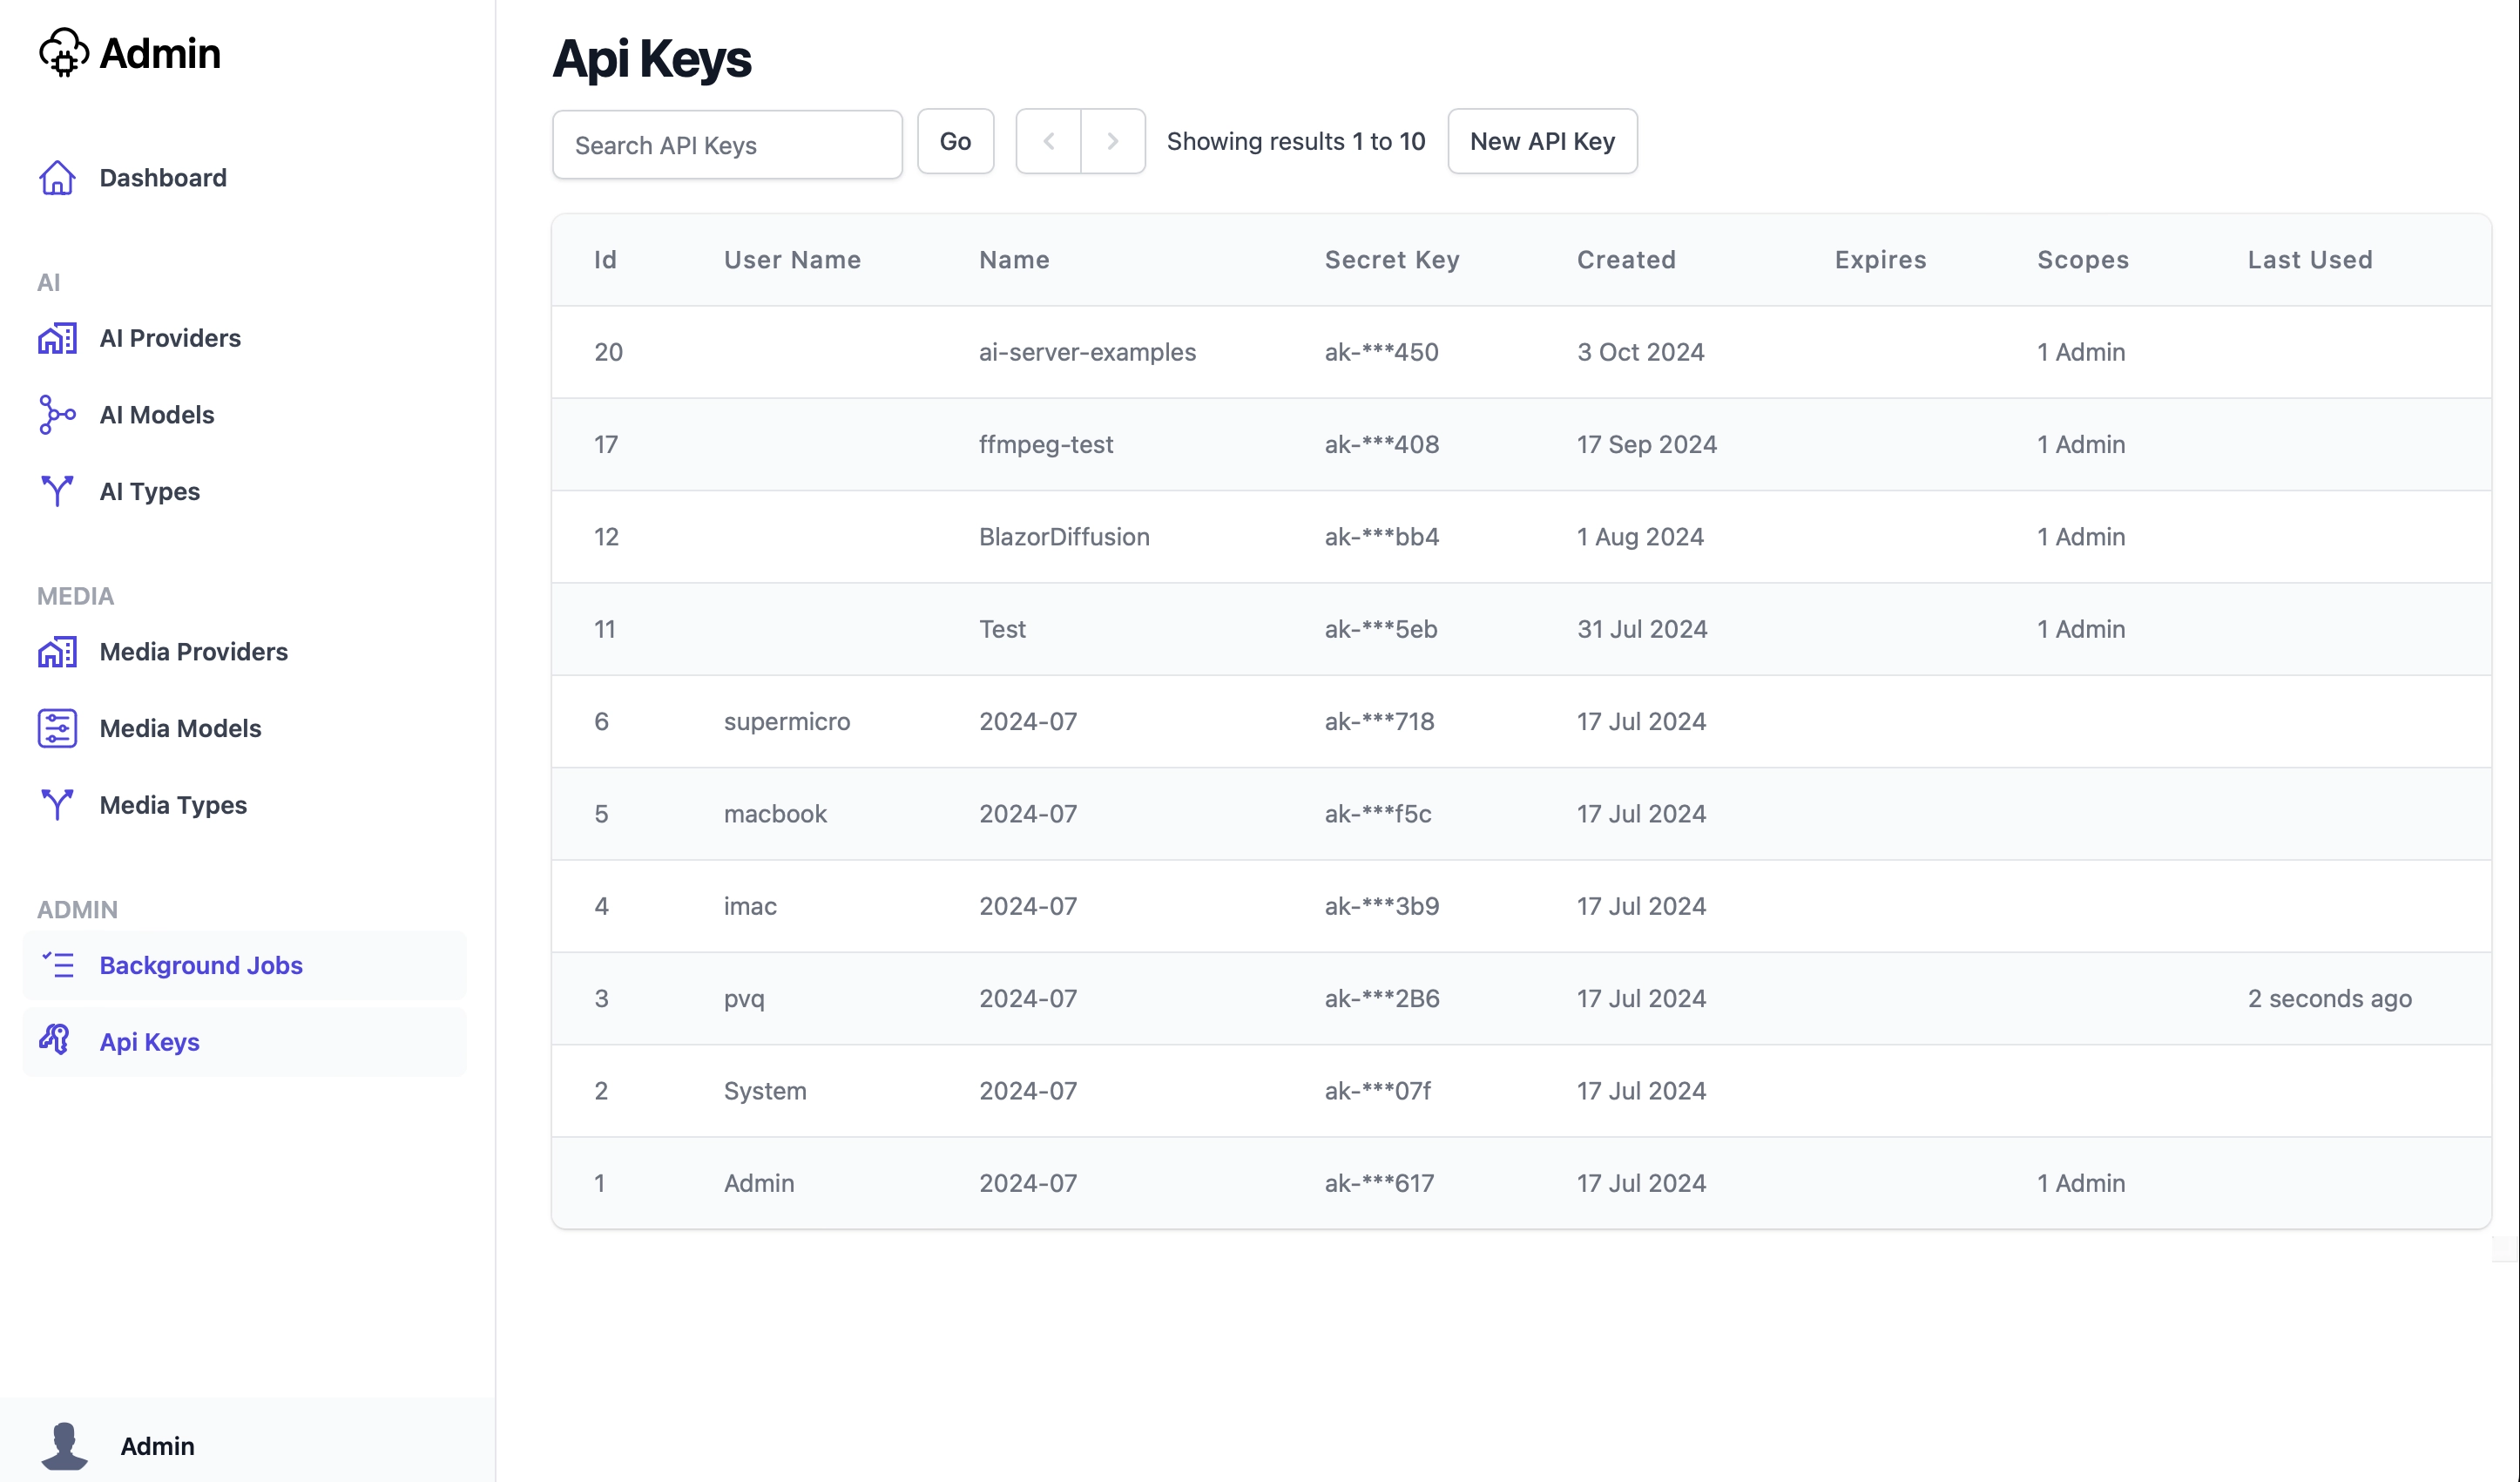 Admin
Dashboard
AI
AI Providers
AI Models
AI Types
MEDIA
Media Providers
Media Models
Media Types
ADMIN
Background Jobs
Api Keys
Admin
Api Keys
Search API Keys Go Showing results 1 to 10 New API Key
Id User Name Name Secret Key Created Expires Scopes Last Used
20 ai-server-examples ak-***450 3 Oct 2024 1 Admin
17 ffmpeg-test ak-***408 17 Sep 2024 1 Admin
12 BlazorDiffusion ak-***bb4 1 Aug 2024 1 Admin
11 Test ak-***5eb 31 Jul 2024 1 Admin
6 supermicro 2024-07 ak-***718 17 Jul 2024
5 macbook 2024-07 ak-***f5c 17 Jul 2024
4 imac 2024-07 ak-***3b9 17 Jul 2024
3 pvq 2024-07 ak-***2B6 17 Jul 2024 2 seconds ago
2 System 2024-07 ak-***07f 17 Jul 2024
1 Admin 2024-07 ak-***617 17 Jul 2024 1 Admin